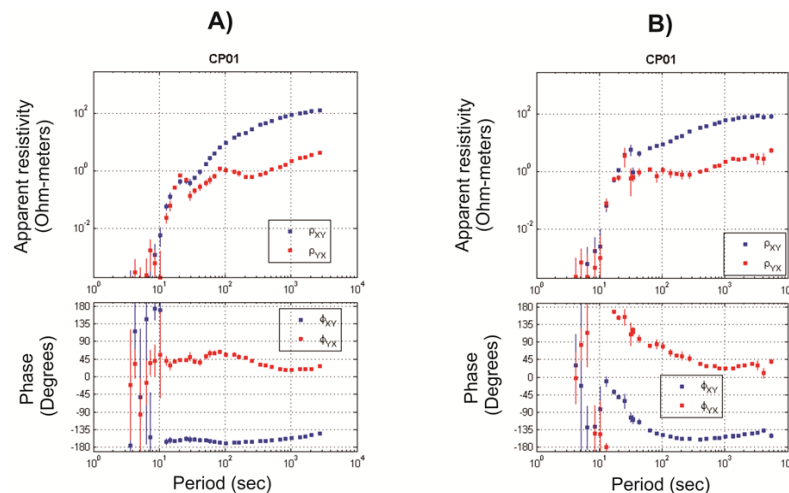 A)
CP01
Apparent resistivity
(Ohm-meters)
10^2
10^0
10^-2
ρXY
ρYX
10^0 10^1 10^2 10^3 10^4
Phase
(Degrees)
180
135
90
45
0
-45
-90
-135
-180
ϕXY
ϕYX
10^0 10^1 10^2 10^3 10^4
Period (sec)
B)
CP01
Apparent resistivity
(Ohm-meters)
10^2
10^0
10^-2
ρXY
ρYX
10^0 10^1 10^2 10^3 10^4
Phase
(Degrees)
180
135
90
45
0
-45
-90
-135
-180
ϕXY
ϕYX
10^0 10^1 10^2 10^3 10^4
Period (sec)